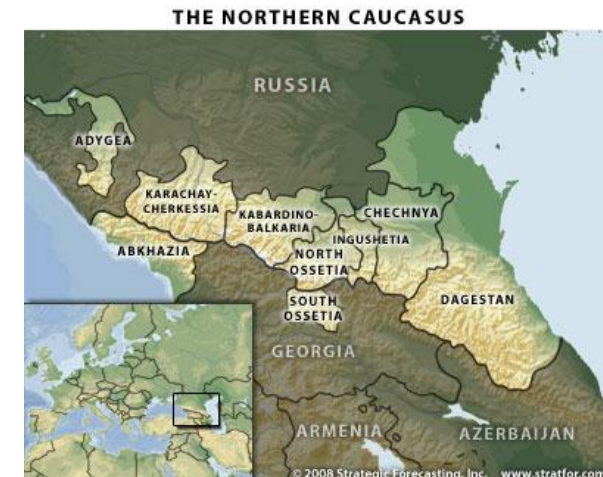 THE NORTHERN CAUCASUS
RUSSIA
ADYGEA
KARACHAY-
CHERKESSIA
KABARDINO-
BALKARIA
CHECHNYA
INGUSHETIA
ABKHAZIA
NORTH
OSSETIA
SOUTH
OSSETIA
DAGESTAN
GEORGIA
ARMENIA
AZERBAIJAN
© 2008 Strategic Forecasting, Inc. www.stratfor.com